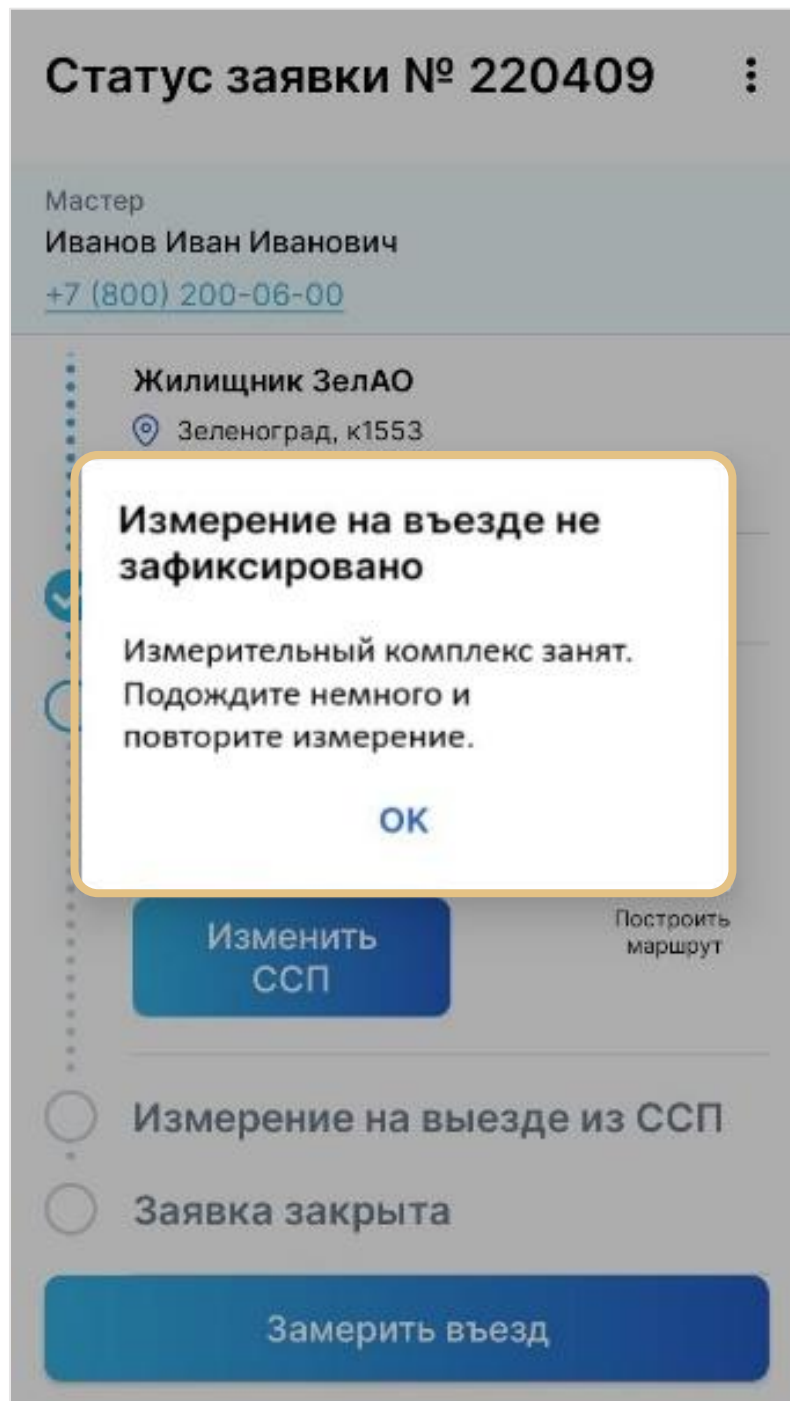 Статус заявки № 220409
Мастер
Иванов Иван Иванович
+7 (800) 200-06-00
Жилищник ЗелАО
Зеленоград, к1553
Измерение на въезде не
зафиксировано
Измерительный комплекс занят.
Подождите немного и
повторите измерение.
ОК
Изменить
ССП
Построить
маршрут
Измерение на выезде из ССП
Заявка закрыта
Замерить въезд